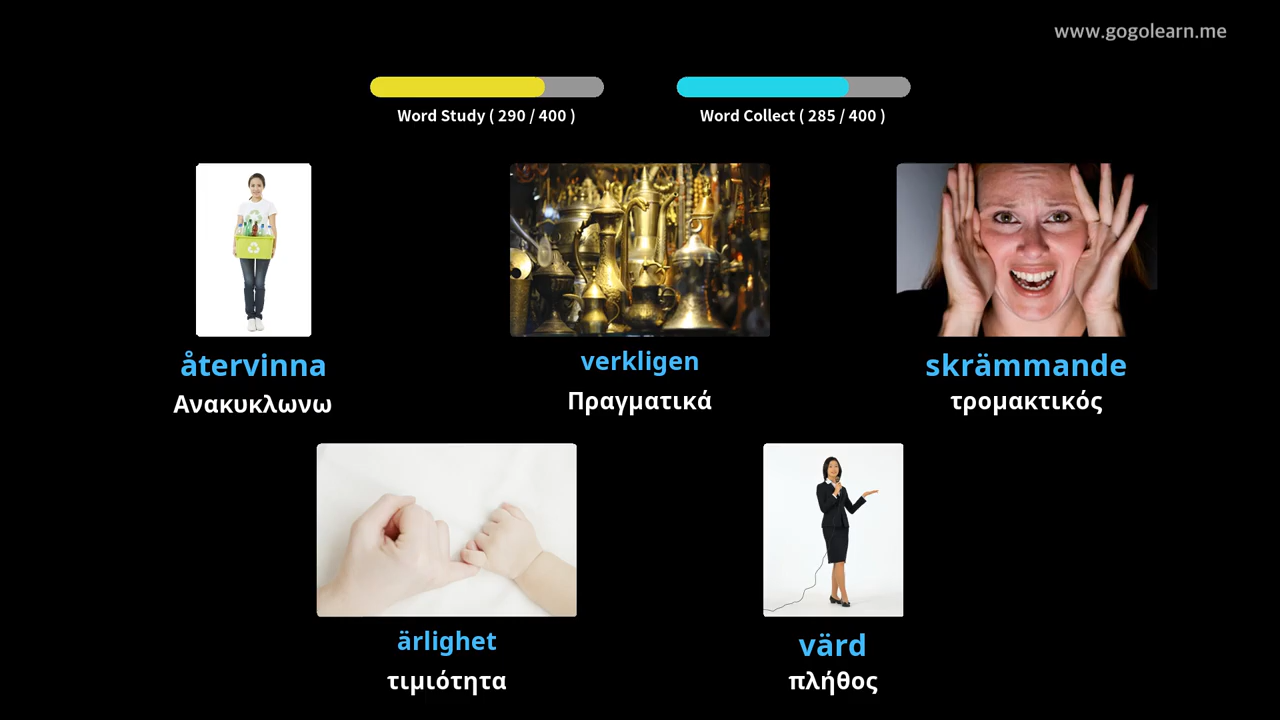 www.gogolearn.me
Word Study ( 290 / 400 )
Word Collect ( 285 / 400 )
återvinna
Ανακυκλωνω
verkligen
Πραγματικά
skrämmande
τρομακτικός
ärlighet
τιμιότητα
värd
πλήθος